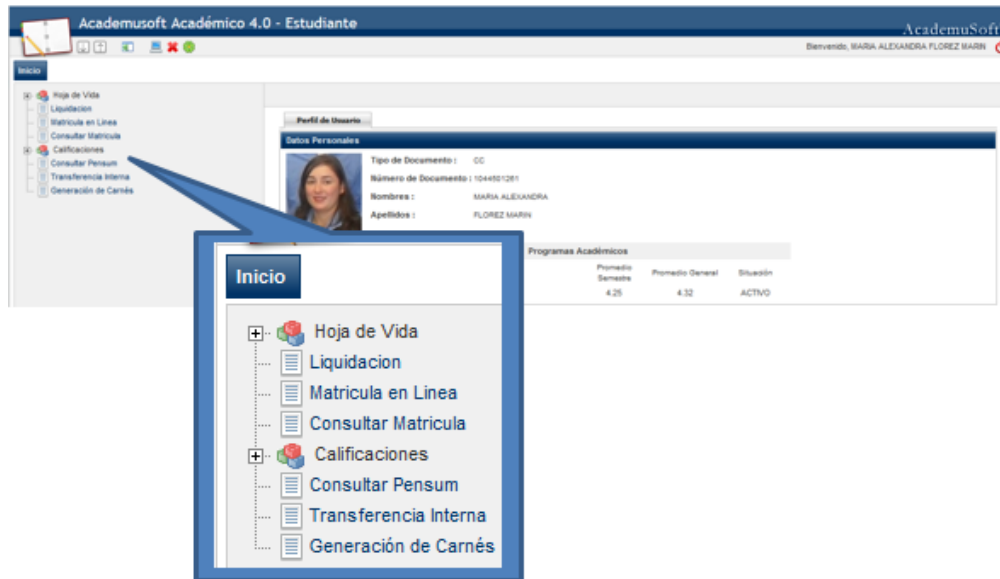 Academusoft Académico 4.0 - Estudiante
AcademuSoft
Bienvenido, MARIA ALEXANDRA FLOREZ MARIN
Inicio
Hoja de Vida
Liquidacion
Matricula en Linea
Consultar Matricula
Calificaciones
Consultar Pensum
Transferencia Interna
Generación de Carnés
Perfil de Usuario
Datos Personales
Tipo de Documento : CC
Número de Documento :
Nombres : MARIA ALEXANDRA
Apellidos : FLOREZ MARIN
Programas Académicos
Promedio Semestre Promedio General Situación
4.25 4.32 ACTIVO
Inicio
Hoja de Vida
Liquidacion
Matricula en Linea
Consultar Matricula
Calificaciones
Consultar Pensum
Transferencia Interna
Generación de Carnés